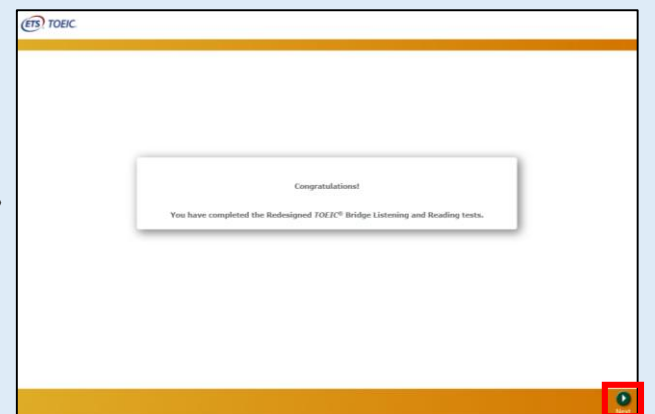 ETS TOEIC
Congratulations!
You have completed the Redesigned TOEIC® Bridge Listening and Reading tests.
Next